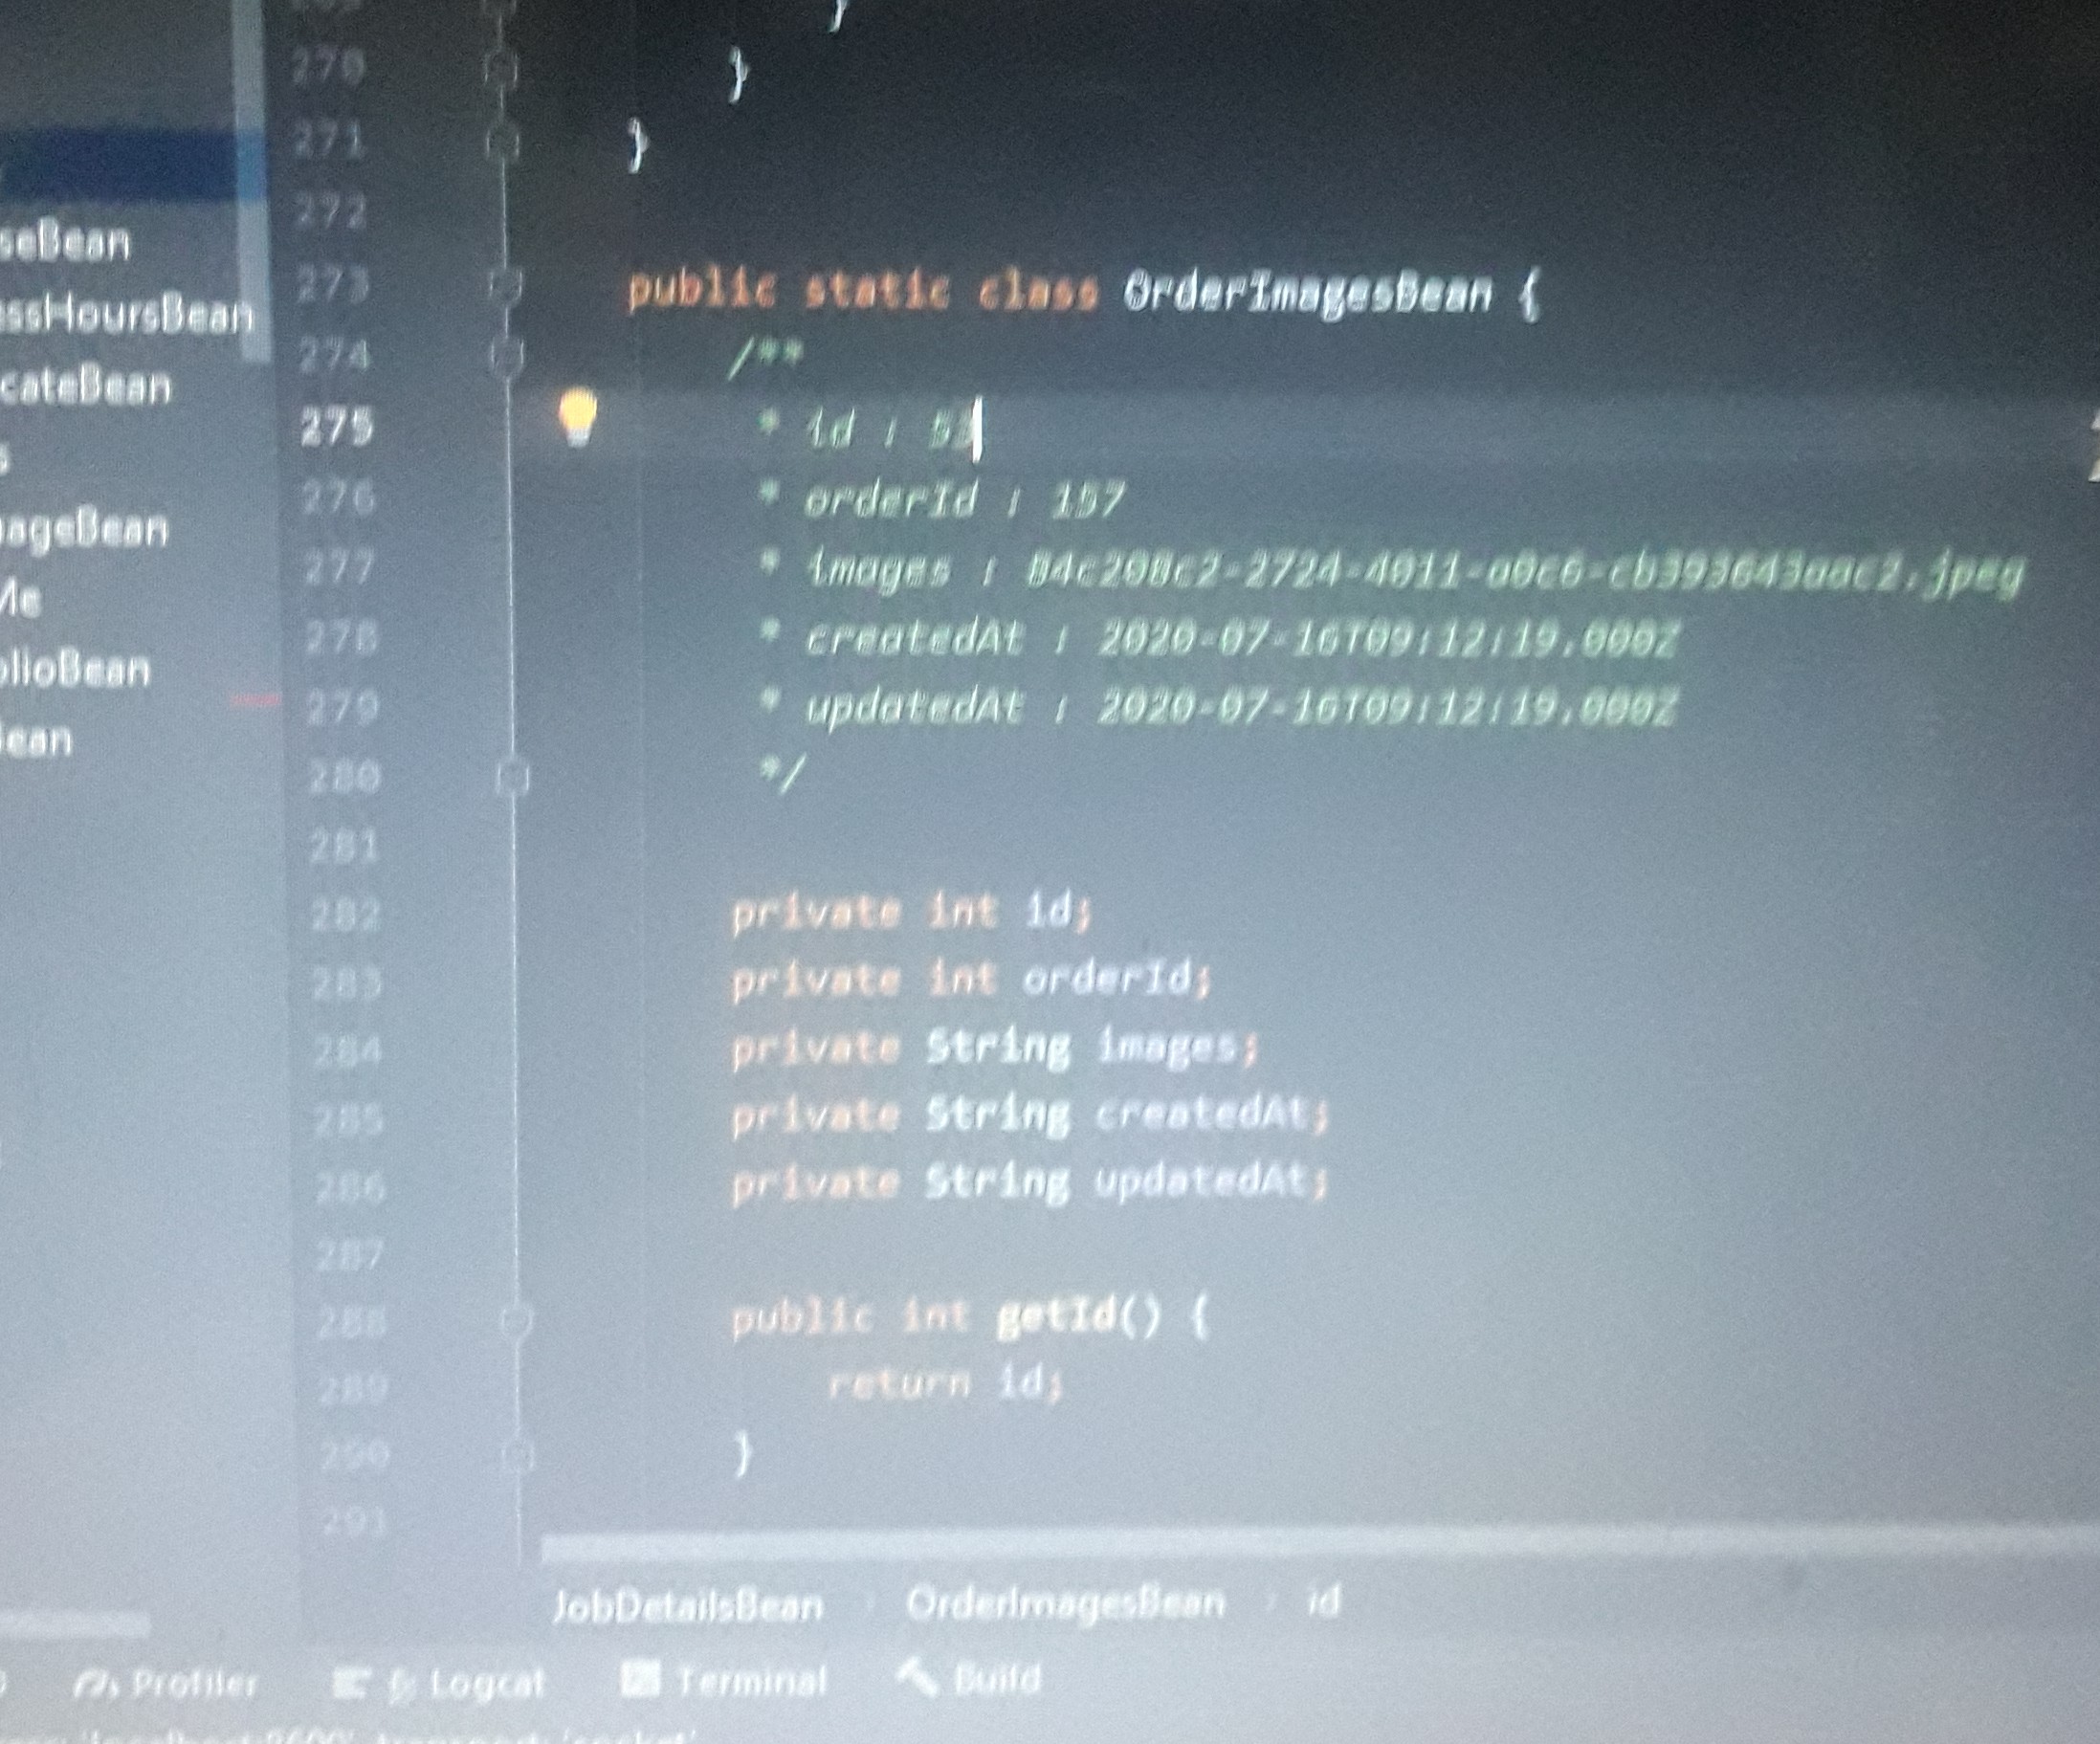 270 }
271 }
272
seBean
273 public static class OrderImagesBean {
essHoursBean
274 /**
cateBean
275 * id : 53
276 * orderId : 157
ageBean
277 * images : 84c208c2-2724-4011-a0c6-cb393643aac2.jpeg
278 * createdAt : 2020-07-16T09:12:19.000Z
olioBean
279 * updatedAt : 2020-07-16T09:12:19.000Z
Bean
280 */
281
282 private int id;
283 private int orderId;
284 private String images;
285 private String createdAt;
286 private String updatedAt;
287
288 public int getId() {
289 return id;
290 }
291
JobDetailsBean OrderImagesBean id
Profiler Logcat Terminal Build